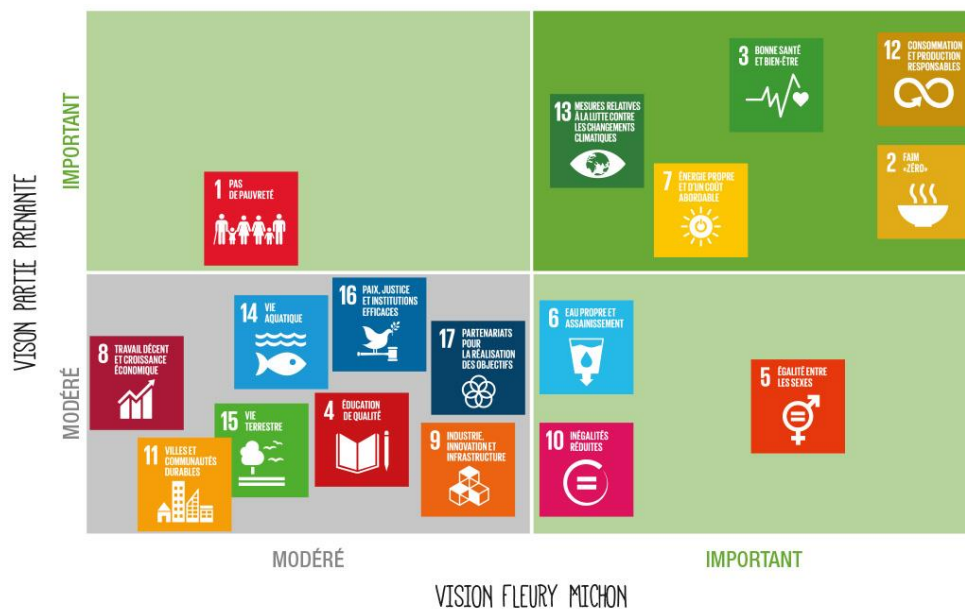 VISON PARTIE PRENANTE
IMPORTANT
MODÉRÉ
1 PAS
DE PAUVRETÉ
13 MESURES RELATIVES
À LA LUTTE CONTRE
LES CHANGEMENTS
CLIMATIQUES
3 BONNE SANTÉ
ET BIEN-ÊTRE
12 CONSOMMATION
ET PRODUCTION
RESPONSABLES
7 ÉNERGIE PROPRE
ET D'UN COÛT
ABORDABLE
2 FAIM
«ZÉRO»
8 TRAVAIL DÉCENT
ET CROISSANCE
ÉCONOMIQUE
14 VIE
AQUATIQUE
16 PAIX, JUSTICE
ET INSTITUTIONS
EFFICACES
17 PARTENARIATS
POUR
LA RÉALISATION
DES OBJECTIFS
11 VILLES ET
COMMUNAUTÉS
DURABLES
15 VIE
TERRESTRE
4 ÉDUCATION
DE QUALITÉ
9 INDUSTRIE,
INNOVATION ET
INFRASTRUCTURE
6 EAU PROPRE ET
ASSAINISSEMENT
5 ÉGALITÉ ENTRE
LES SEXES
10 INÉGALITÉS
RÉDUITES
MODÉRÉ
IMPORTANT
VISION FLEURY MICHON